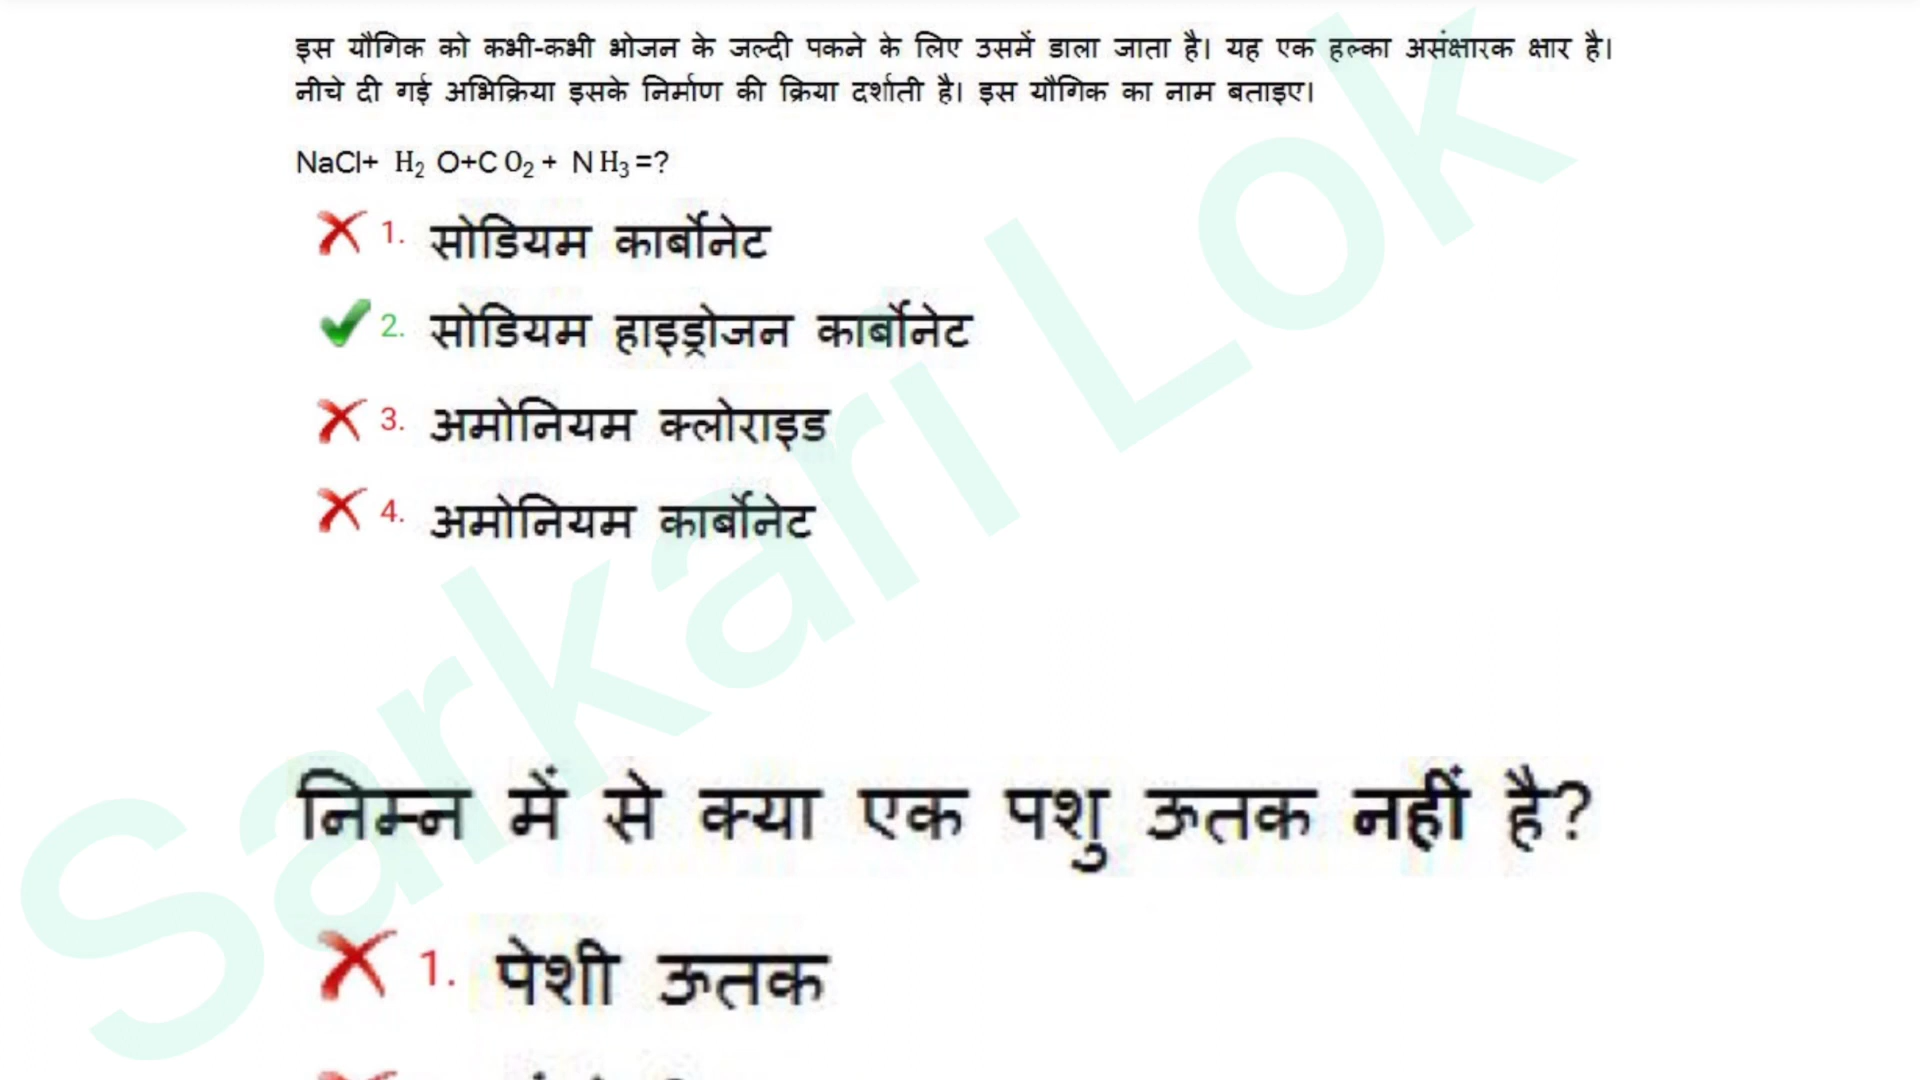 इस यौगिक को कभी-कभी भोजन के जल्दी पकने के लिए उसमें डाला जाता है। यह एक हल्का असंक्षारक क्षार है।
नीचे दी गई अभिक्रिया इसके निर्माण की क्रिया दर्शाती है। इस यौगिक का नाम बताइए।
NaCl+ H₂ O+C O₂ + N H₃ =?
1. सोडियम कार्बोनेट
2. सोडियम हाइड्रोजन कार्बोनेट
3. अमोनियम क्लोराइड
4. अमोनियम कार्बोनेट
निम्न में से क्या एक पशु ऊतक नहीं है?
1. पेशी ऊतक
Sarkari Lok